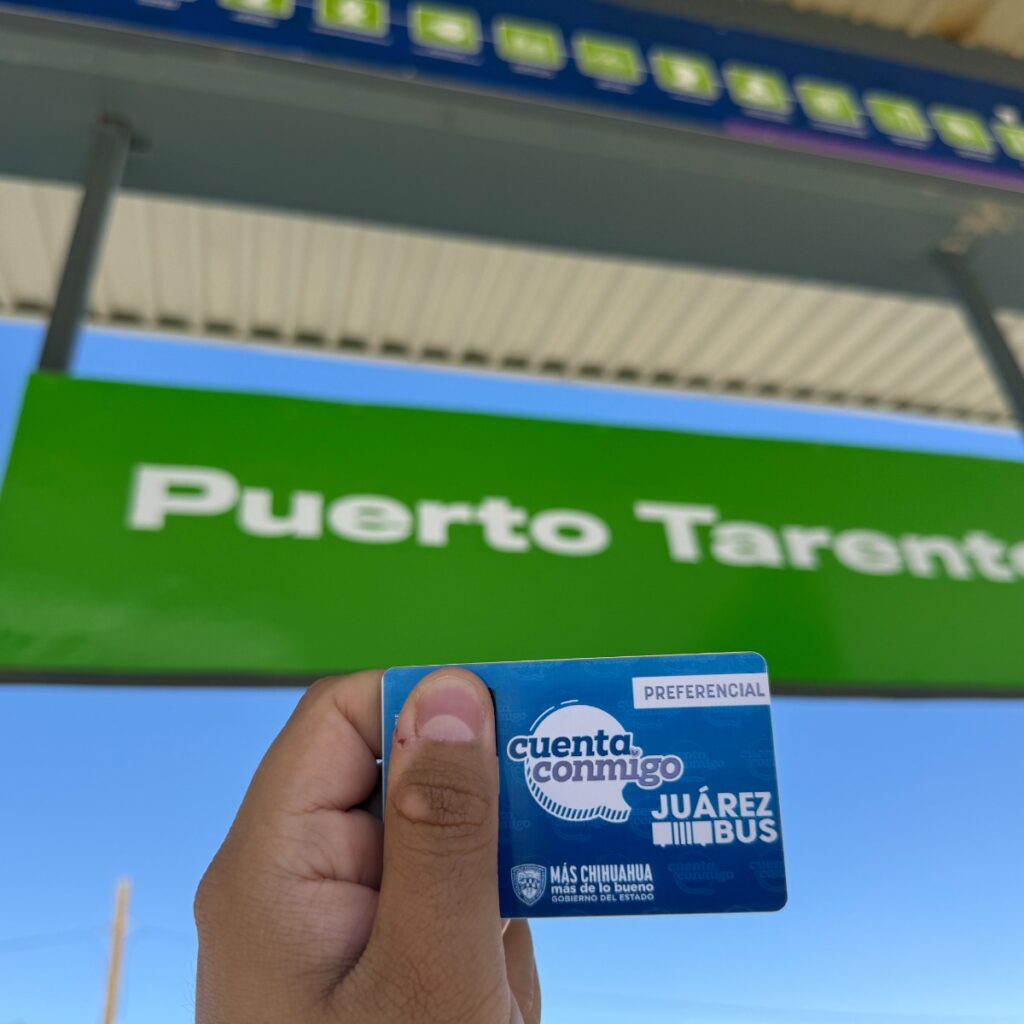 Puerto Tarento
PREFERENCIAL
cuenta
conmigo
JUÁREZ
BUS
MÁS CHIHUAHUA
más de lo bueno
GOBIERNO DEL ESTADO